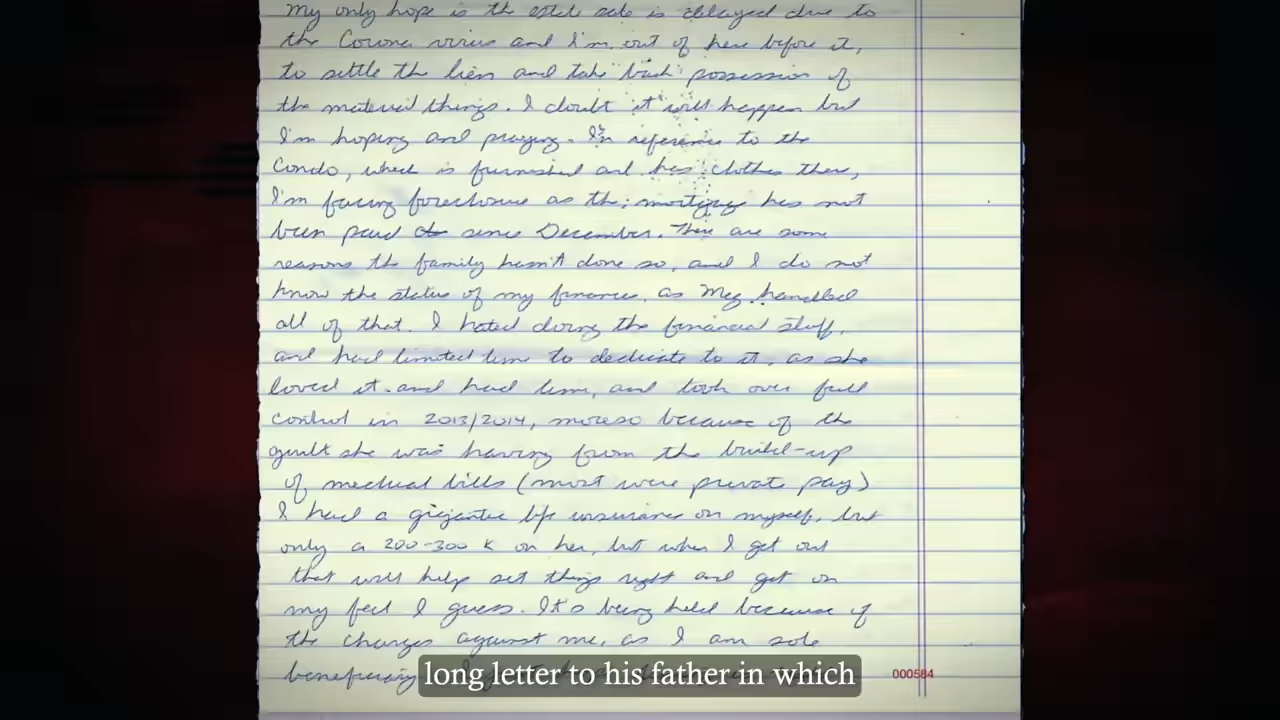 My only hope is the estate sale is delayed due to
the Corona virus and I'm out of here before it,
to settle the liens and take back possession of
the material things. I doubt it will happen but
I'm hoping and praying. In reference to the
Condo, which is furnished and has clothes there,
I'm facing foreclosure as the mortgage has not
been paid since December. There are some
reasons the family hasn't done so, and I do not
know the status of my finances, as Meg handled
all of that. I hated doing the financial stuff,
and had limited time to dedicate to it, as she
loved it and had time, and took over full
control in 2013/2014, moreso because of the
guilt she was having from the build-up
of medical bills (most were private pay)
I had a gigantic life insurance on myself, but
only a 200-300 K on her, but when I get out
that will help set things right and get on
my feet I guess. It's being held because of
the charges against me, as I am sole
beneficiary
long letter to his father in which
000584